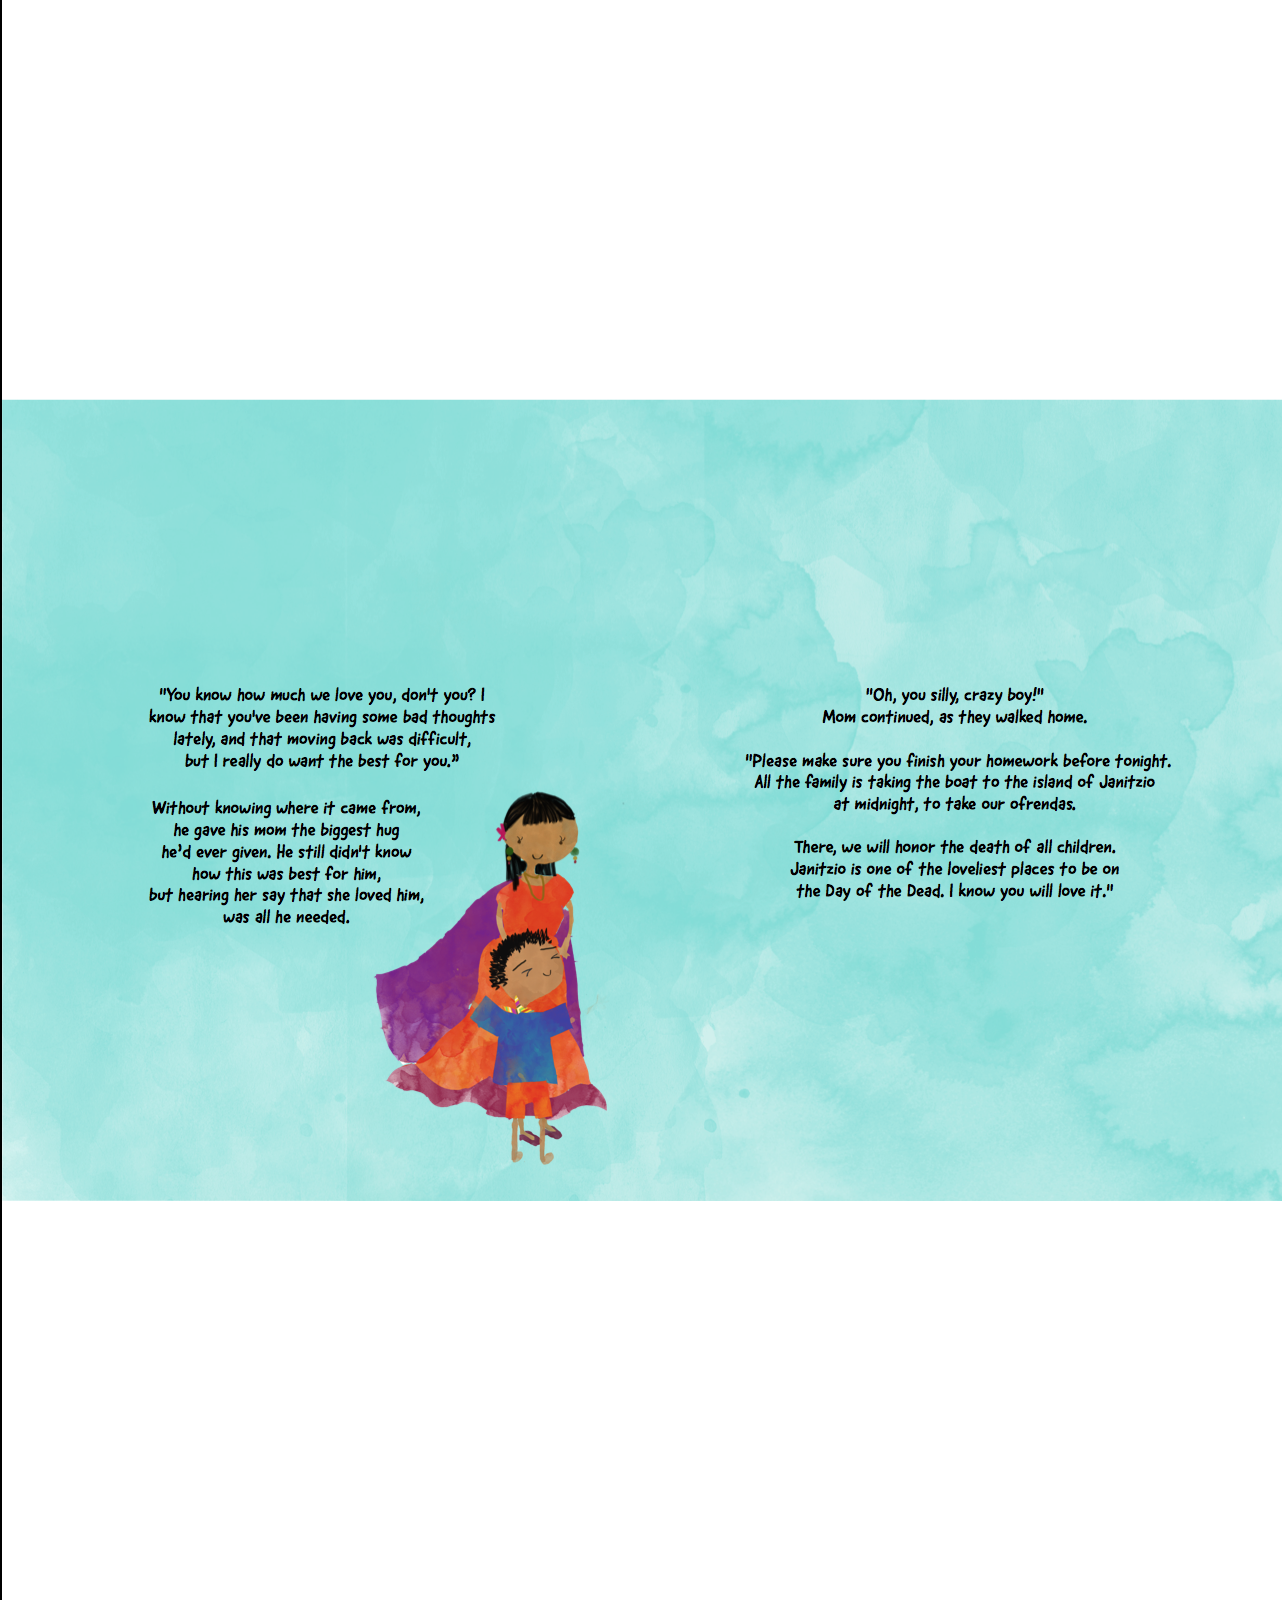 "You know how much we love you, don't you? I
know that you've been having some bad thoughts
lately, and that moving back was difficult,
but I really do want the best for you.”
Without knowing where it came from,
he gave his mom the biggest hug
he’d ever given. He still didn't know
how this was best for him,
but hearing her say that she loved him,
was all he needed.
"Oh, you silly, crazy boy!"
Mom continued, as they walked home.
"Please make sure you finish your homework before tonight.
All the family is taking the boat to the island of Janitzio
at midnight, to take our ofrendas.
There, we will honor the death of all children.
Janitzio is one of the loveliest places to be on
the Day of the Dead. I know you will love it."